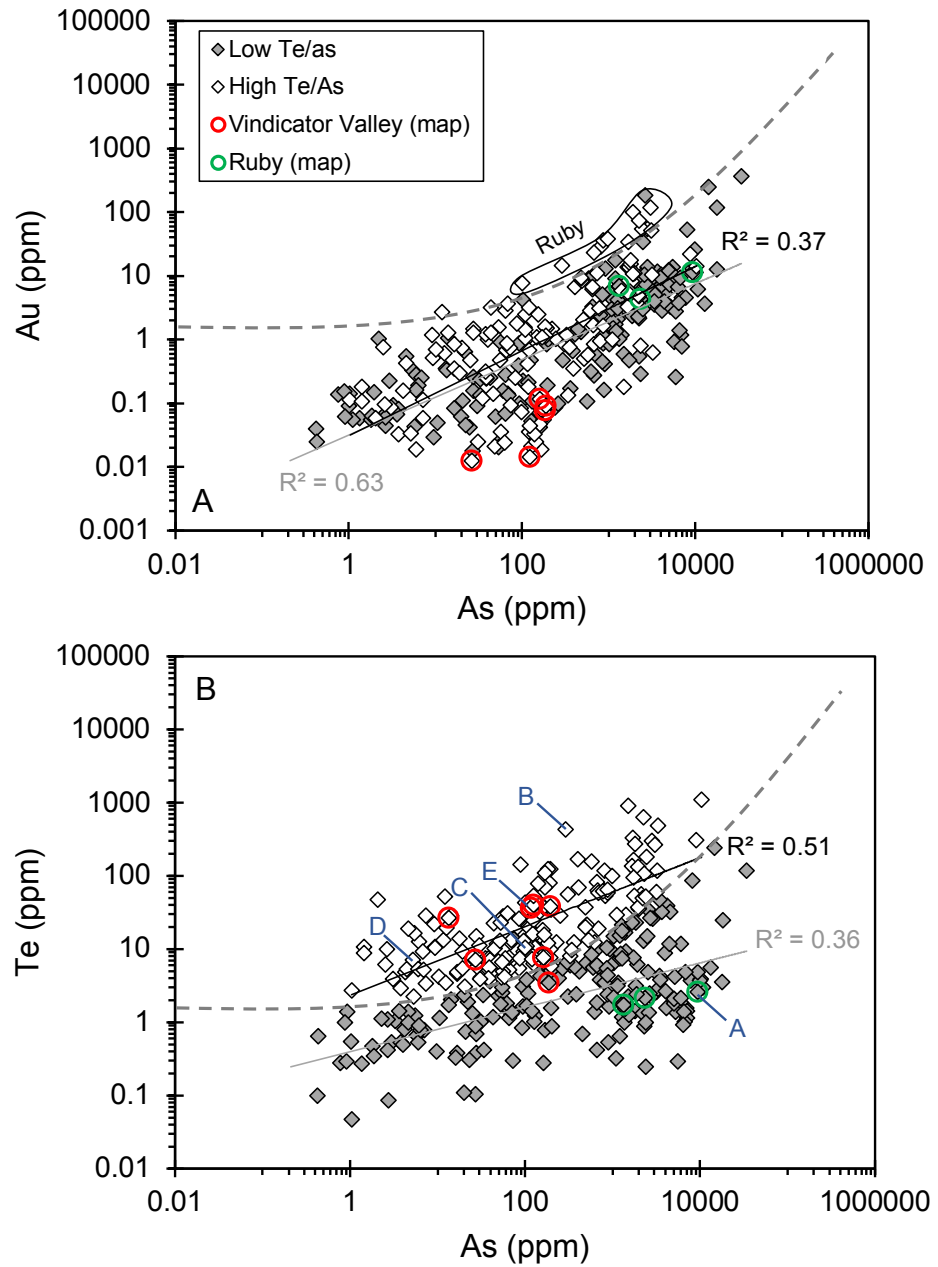 100000
10000
1000
100
10
1
0.1
0.01
0.001
Au (ppm)
Low Te/as
High Te/As
Vindicator Valley (map)
Ruby (map)
Ruby
R² = 0.37
R² = 0.63
A
0.01
1
100
10000
1000000
As (ppm)
100000
10000
1000
100
10
1
0.1
0.01
Te (ppm)
B
B
E
C
D
R² = 0.51
R² = 0.36
A
0.01
1
100
10000
1000000
As (ppm)